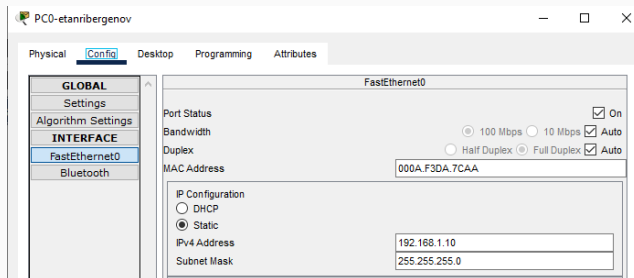 PC0-etanribergenov
Physical Config Desktop Programming Attributes
GLOBAL
Settings
Algorithm Settings
INTERFACE
FastEthernet0
Bluetooth
FastEthernet0
Port Status On
Bandwidth 100 Mbps 10 Mbps Auto
Duplex Half Duplex Full Duplex Auto
MAC Address 000A.F3DA.7CAA
IP Configuration
DHCP
Static
IPv4 Address 192.168.1.10
Subnet Mask 255.255.255.0